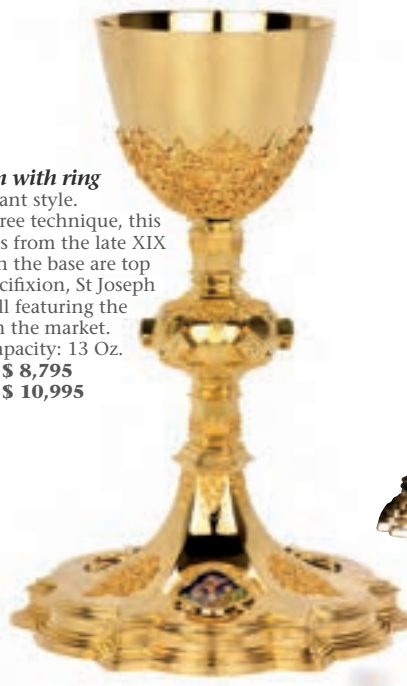 with ring
ant style.
ree technique, this
s from the late XIX
the base are top
cifixion, St Joseph
ll featuring the
the market.
apacity: 13 Oz.
$ 8,795
$ 10,995